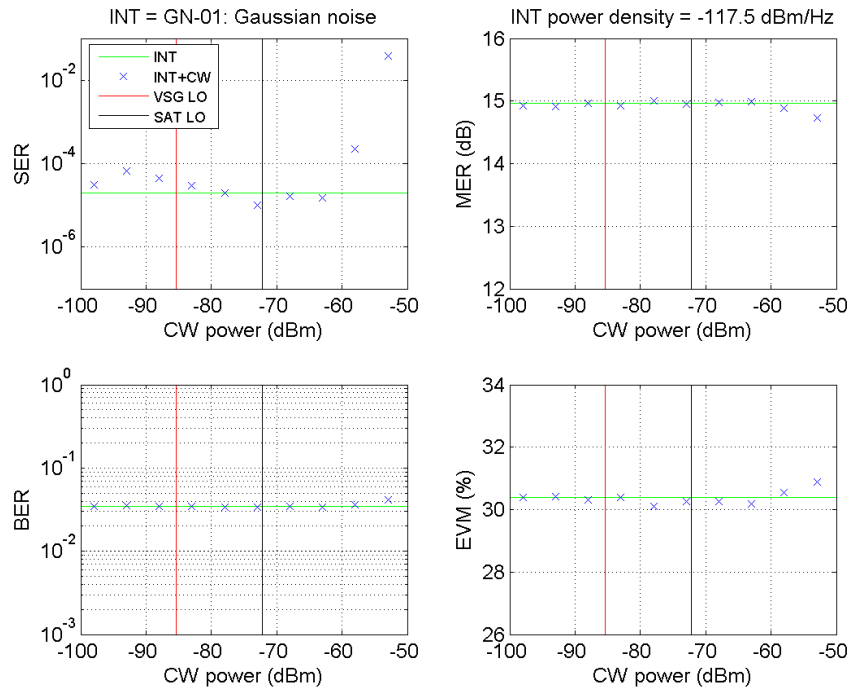 INT = GN-01: Gaussian noise
INT power density = -117.5 dBm/Hz
INT
INT+CW
VSG LO
SAT LO
SER
10^-2
10^-4
10^-6
-100 -90 -80 -70 -60 -50
CW power (dBm)
MER (dB)
16
15
14
13
12
-100 -90 -80 -70 -60 -50
CW power (dBm)
BER
10^0
10^-1
10^-2
10^-3
-100 -90 -80 -70 -60 -50
CW power (dBm)
EVM (%)
34
32
30
28
26
-100 -90 -80 -70 -60 -50
CW power (dBm)